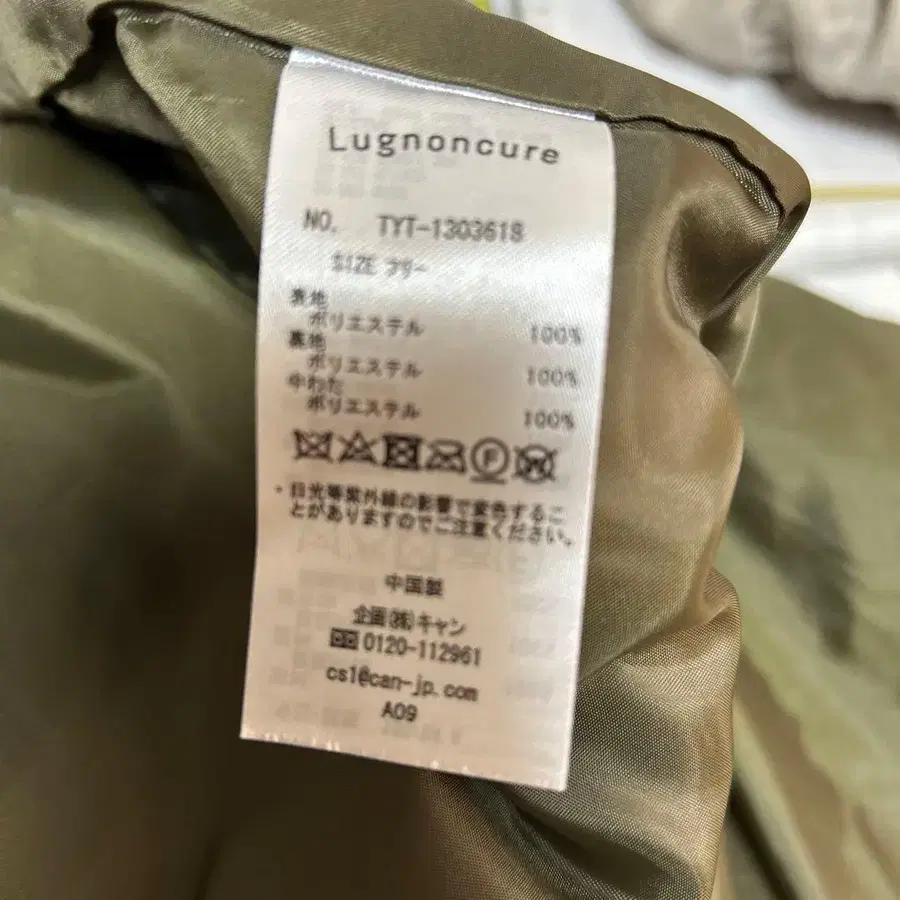 Lugnoncure
NO. TYT-1303618
SIZE フリー
表地
ポリエステル 100%
裏地
ポリエステル 100%
中わた
ポリエステル 100%
F W
・日光等紫外線の影響で変色するこ
とがありますのでご注意ください。
中国製
企画(株)キャン
0120-112961
cs1@can-jp.com
A09